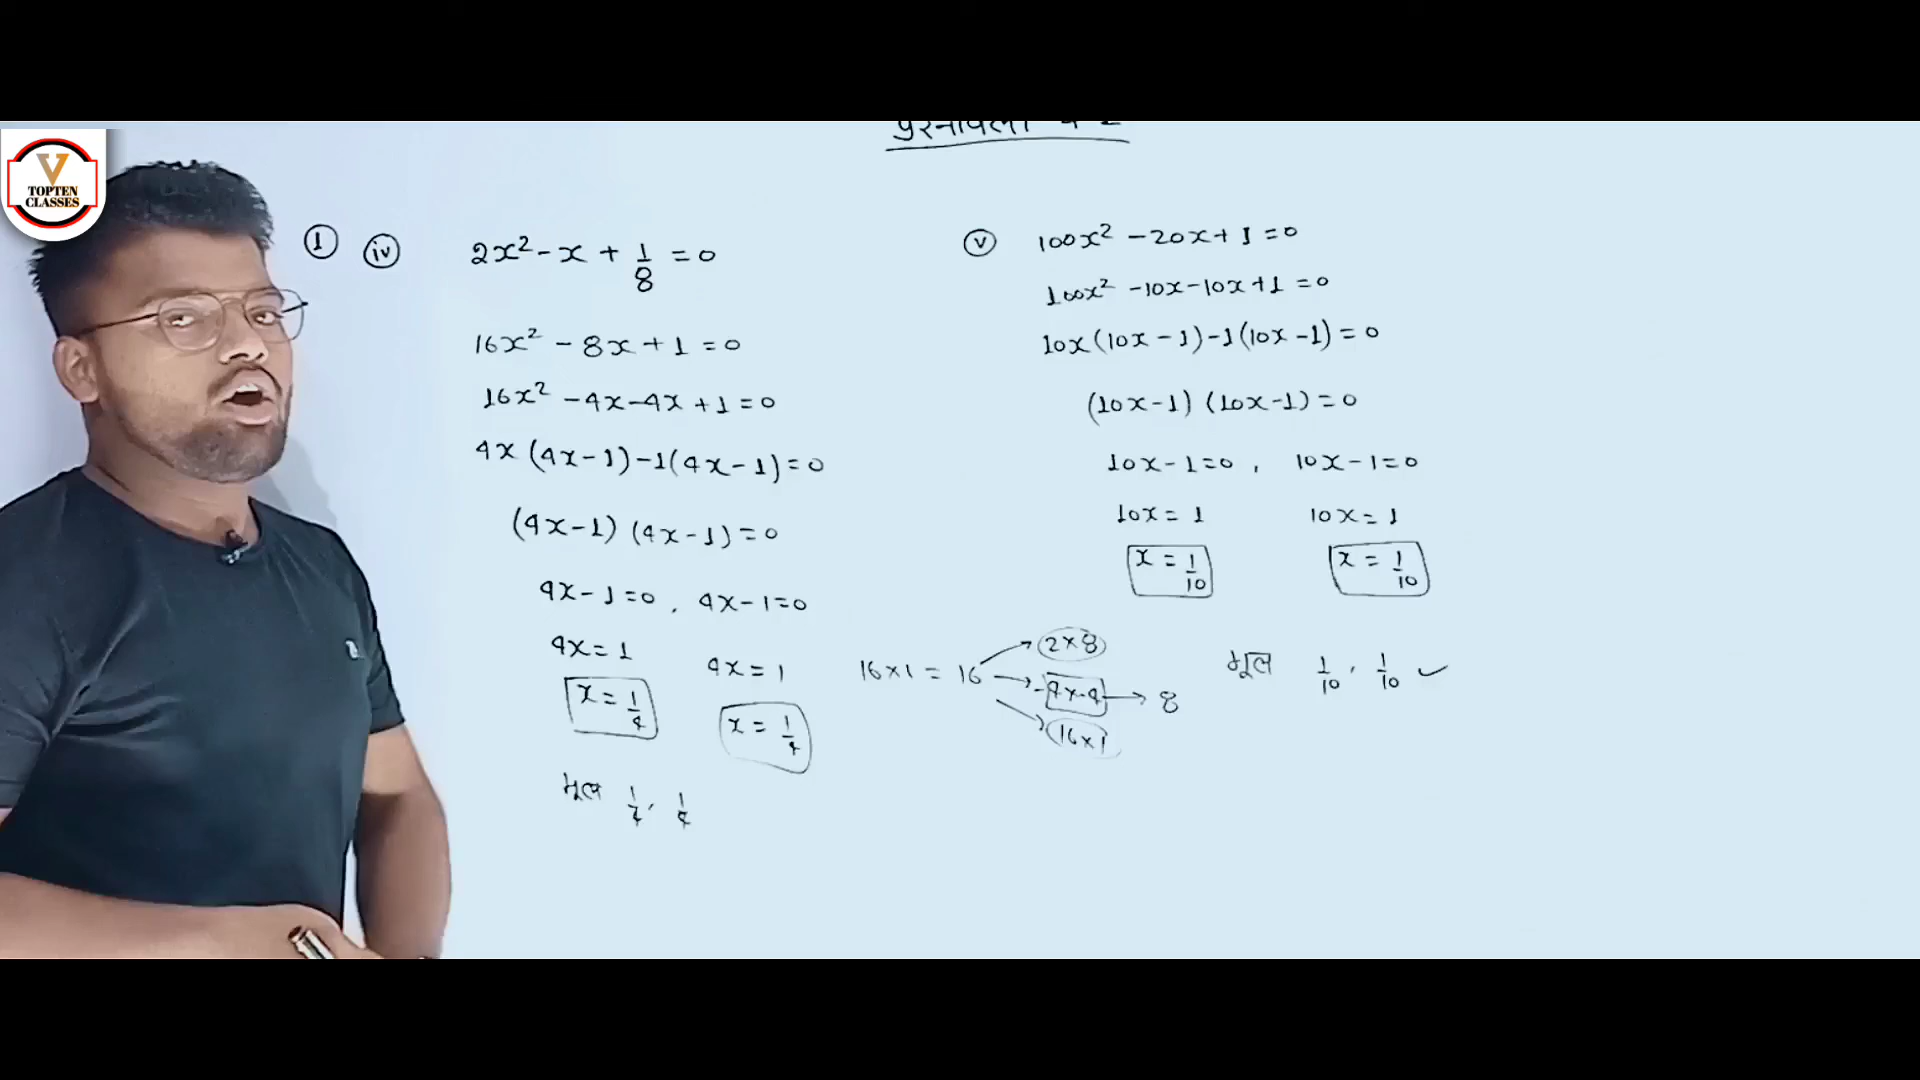 V
TOPTEN
CLASSES
प्रश्नावली 4.2
① ⓘⓥ 2x² - x + 1/8 = 0
16x² - 8x + 1 = 0
16x² - 4x - 4x + 1 = 0
4x (4x - 1) - 1(4x - 1) = 0
(4x - 1) (4x - 1) = 0
4x - 1 = 0 , 4x - 1 = 0
4x = 1 4x = 1
x = 1/4 x = 1/4
मूल 1/4, 1/4
16 x 1 = 16
2 x 8
-4 x -4 → 8
16 x 1
ⓥ 100x² - 20x + 1 = 0
100x² - 10x - 10x + 1 = 0
10x (10x - 1) - 1(10x - 1) = 0
(10x - 1) (10x - 1) = 0
10x - 1 = 0 , 10x - 1 = 0
10x = 1 10x = 1
x = 1/10 x = 1/10
मूल 1/10, 1/10 ✓